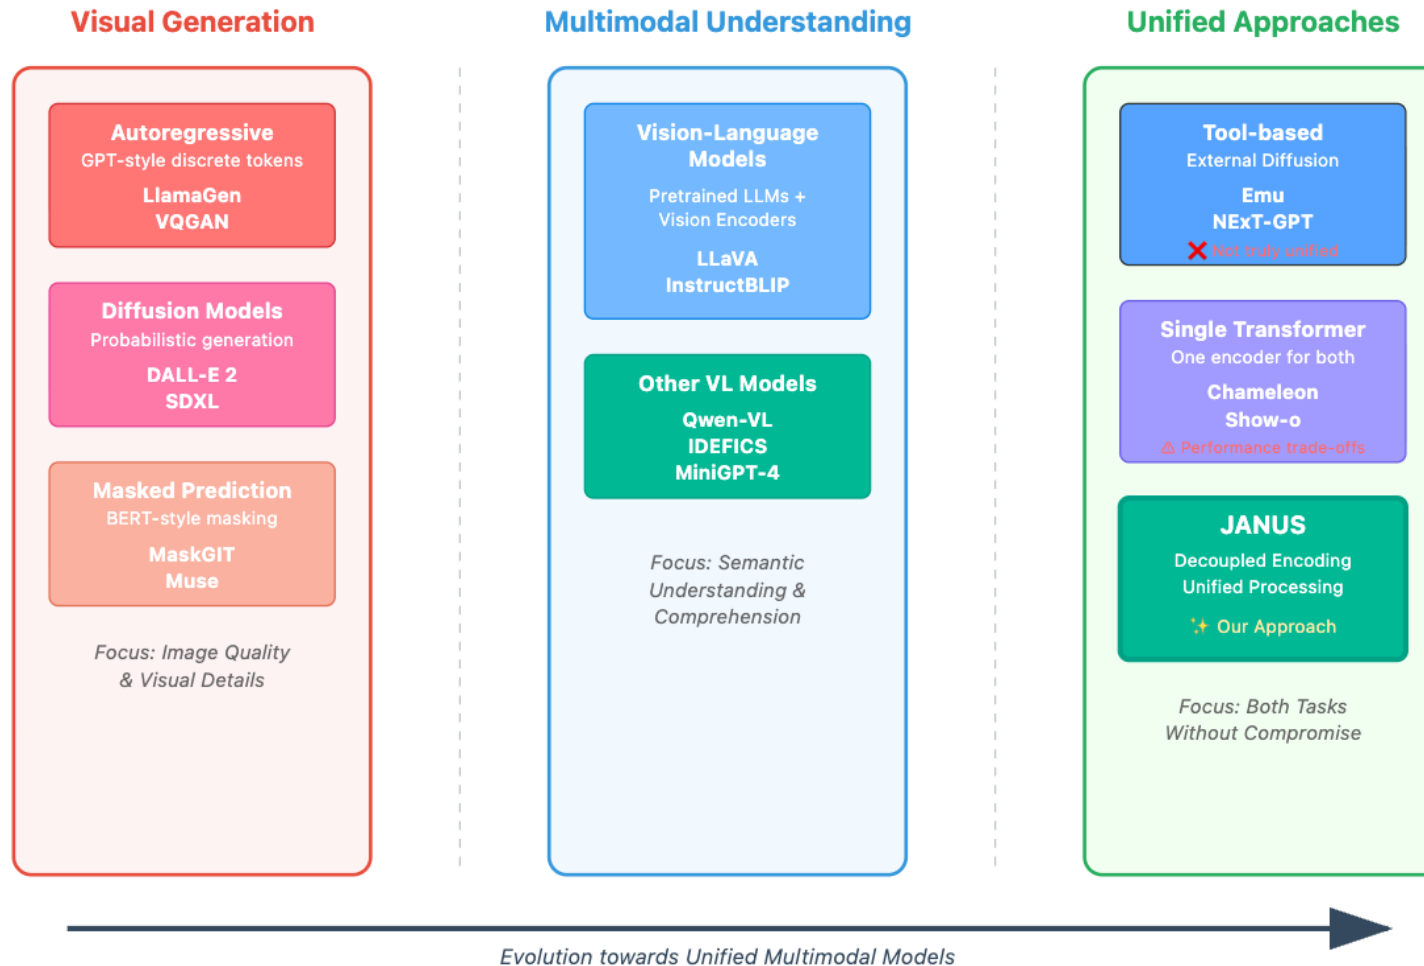 Visual Generation
Multimodal Understanding
Unified Approaches
Autoregressive
GPT-style discrete tokens
LlamaGen
VQGAN
Diffusion Models
Probabilistic generation
DALL-E 2
SDXL
Masked Prediction
BERT-style masking
MaskGIT
Muse
Focus: Image Quality
& Visual Details
Vision-Language
Models
Pretrained LLMs +
Vision Encoders
LLaVA
InstructBLIP
Other VL Models
Qwen-VL
IDEFICS
MiniGPT-4
Focus: Semantic
Understanding &
Comprehension
Tool-based
External Diffusion
Emu
NExT-GPT
❌ Not truly unified
Single Transformer
One encoder for both
Chameleon
Show-o
⚠ Performance trade-offs
JANUS
Decoupled Encoding
Unified Processing
✨ Our Approach
Focus: Both Tasks
Without Compromise
Evolution towards Unified Multimodal Models